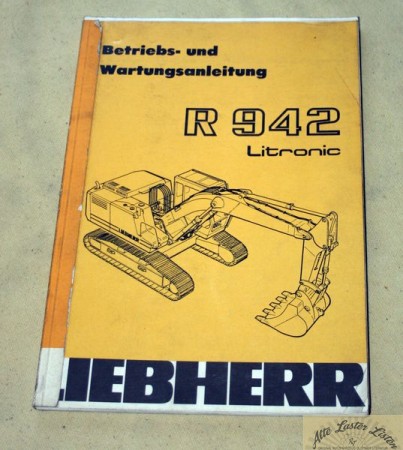 Betriebs- und
Wartungsanleitung
R 942
Litronic
LIEBHERR
Alte Laster Listen